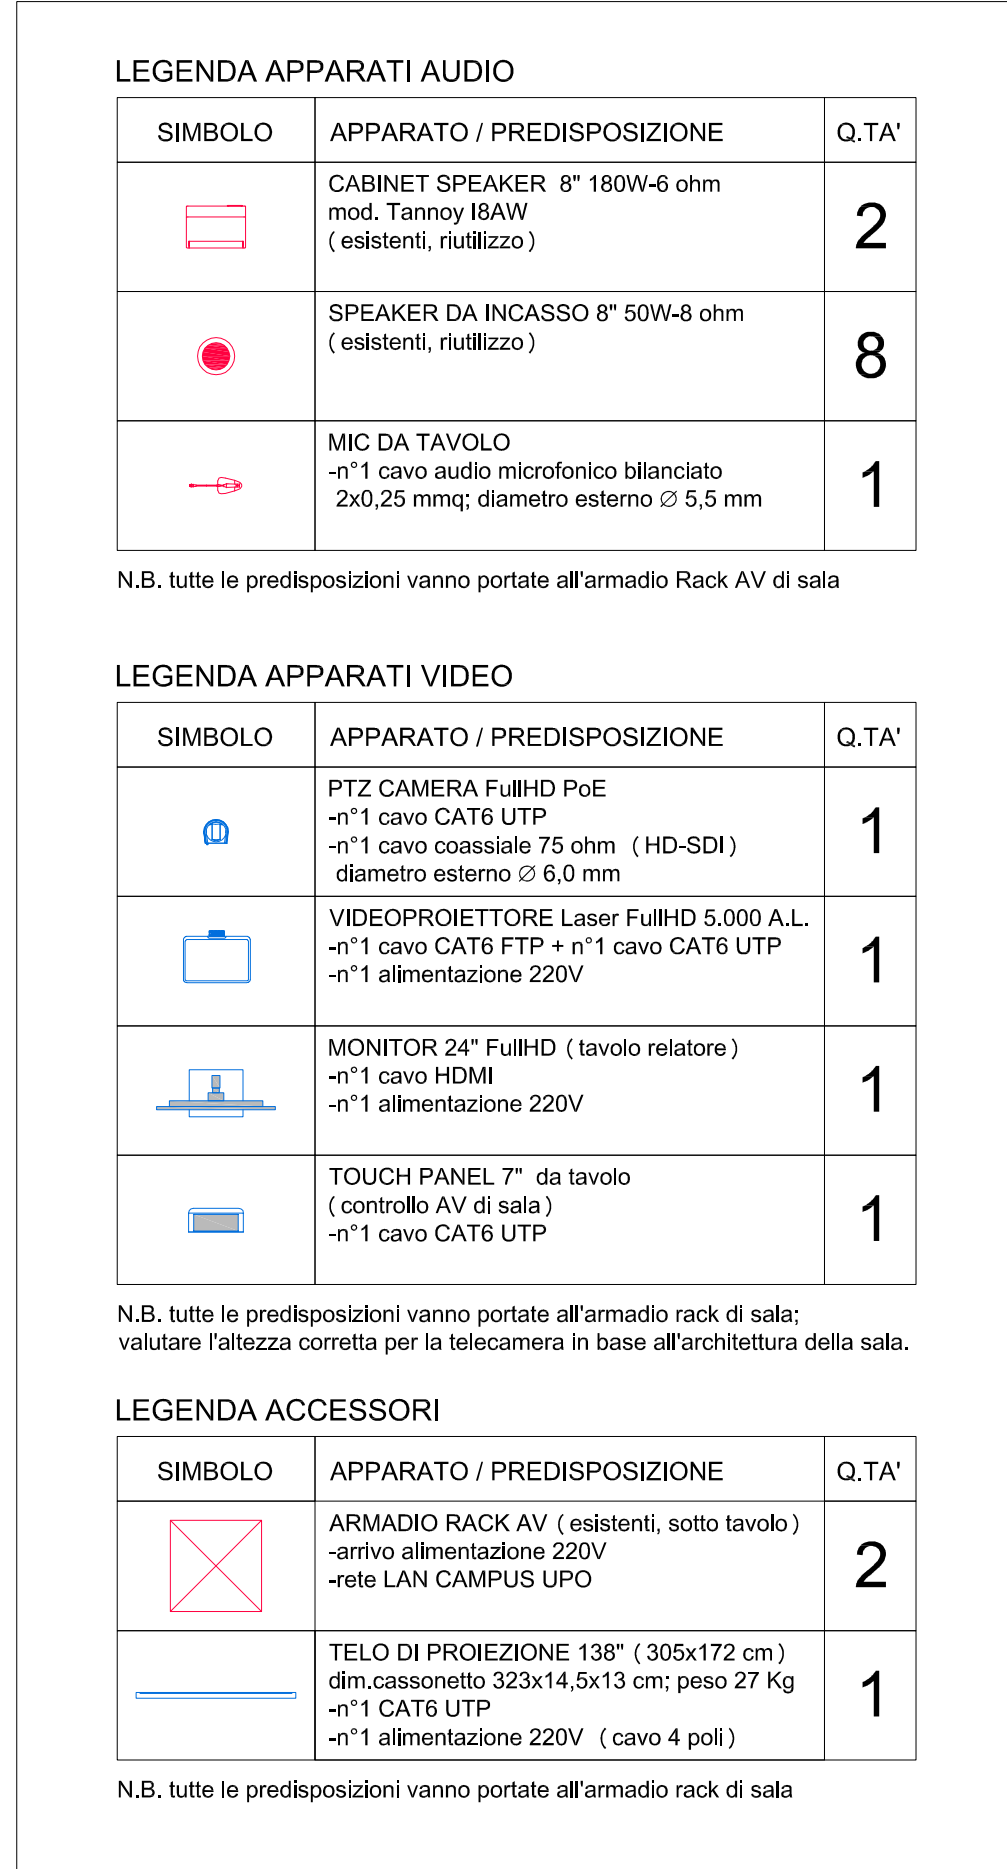 LEGENDA APPARATI AUDIO
SIMBOLO APPARATO / PREDISPOSIZIONE Q.TA'
CABINET SPEAKER 8" 180W-6 ohm
mod. Tannoy I8AW
(esistenti, riutilizzo)
2
SPEAKER DA INCASSO 8" 50W-8 ohm
(esistenti, riutilizzo)
8
MIC DA TAVOLO
-n°1 cavo audio microfonico bilanciato
2x0,25 mmq; diametro esterno ∅ 5,5 mm
1
N.B. tutte le predisposizioni vanno portate all'armadio Rack AV di sala
LEGENDA APPARATI VIDEO
SIMBOLO APPARATO / PREDISPOSIZIONE Q.TA'
PTZ CAMERA FullHD PoE
-n°1 cavo CAT6 UTP
-n°1 cavo coassiale 75 ohm (HD-SDI)
diametro esterno ∅ 6,0 mm
1
VIDEOPROIETTORE Laser FullHD 5.000 A.L.
-n°1 cavo CAT6 FTP + n°1 cavo CAT6 UTP
-n°1 alimentazione 220V
1
MONITOR 24" FullHD (tavolo relatore)
-n°1 cavo HDMI
-n°1 alimentazione 220V
1
TOUCH PANEL 7" da tavolo
(controllo AV di sala)
-n°1 cavo CAT6 UTP
1
N.B. tutte le predisposizioni vanno portate all'armadio rack di sala;
valutare l'altezza corretta per la telecamera in base all'architettura della sala.
LEGENDA ACCESSORI
SIMBOLO APPARATO / PREDISPOSIZIONE Q.TA'
ARMADIO RACK AV (esistenti, sotto tavolo)
-arrivo alimentazione 220V
-rete LAN CAMPUS UPO
2
TELO DI PROIEZIONE 138" (305x172 cm)
dim.cassonetto 323x14,5x13 cm; peso 27 Kg
-n°1 CAT6 UTP
-n°1 alimentazione 220V (cavo 4 poli)
1
N.B. tutte le predisposizioni vanno portate all'armadio rack di sala